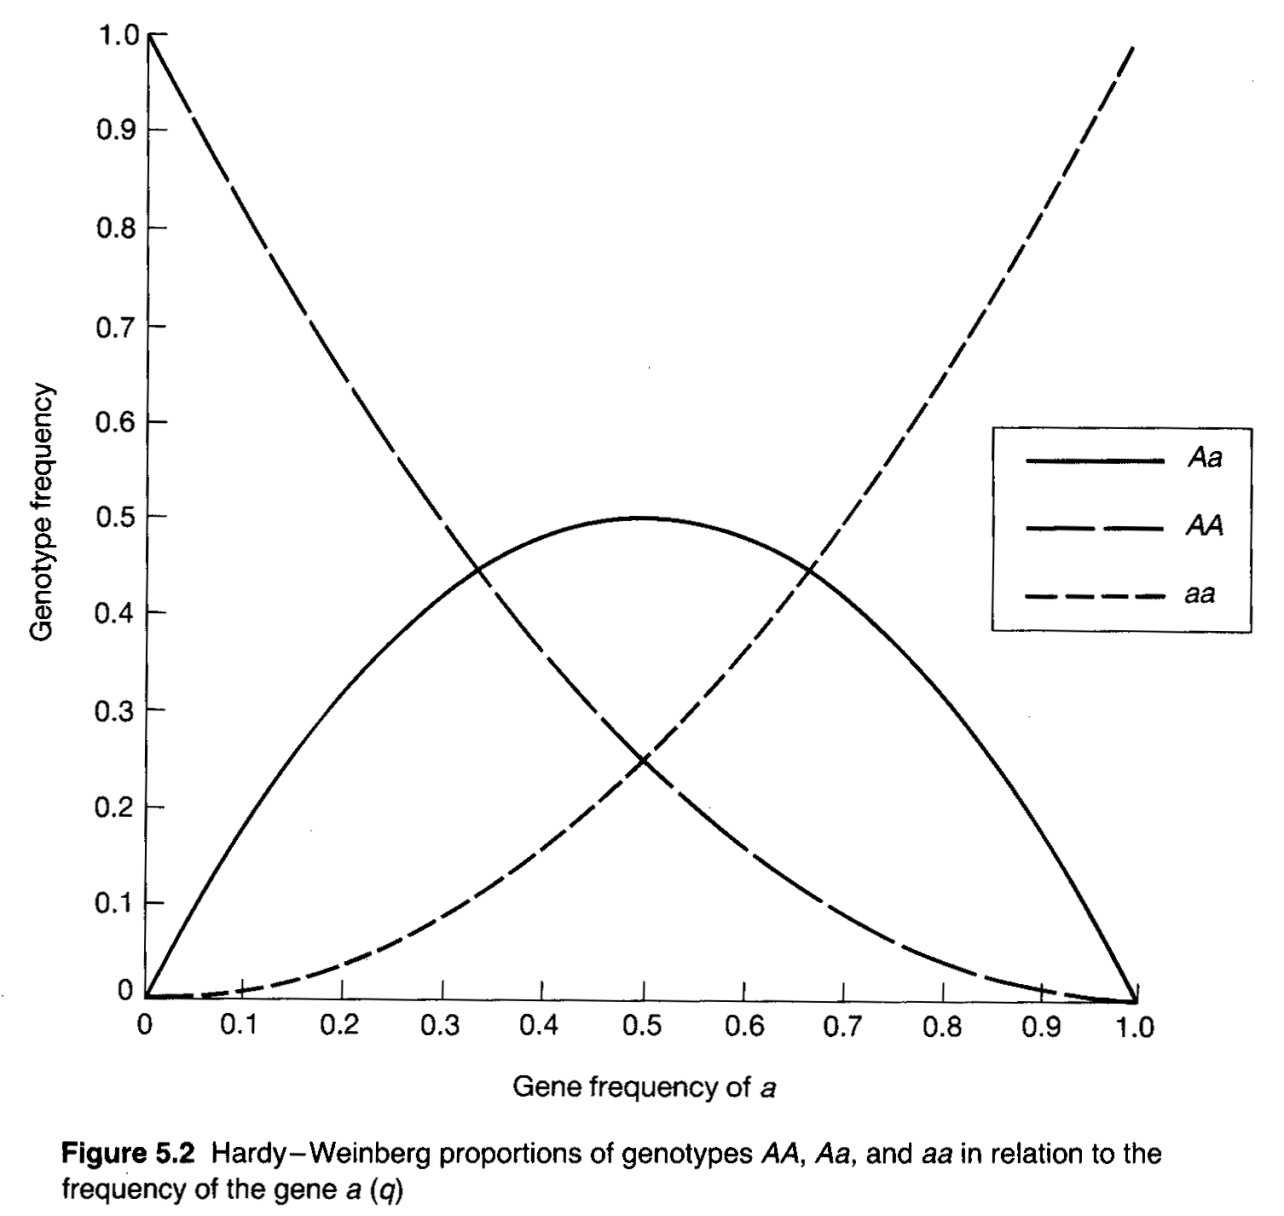 1.0
0.9
0.8
0.7
0.6
0.5
0.4
0.3
0.2
0.1
0
Genotype frequency
Aa
AA
aa
0 0.1 0.2 0.3 0.4 0.5 0.6 0.7 0.8 0.9 1.0
Gene frequency of a
Figure 5.2 Hardy–Weinberg proportions of genotypes AA, Aa, and aa in relation to the
frequency of the gene a (q)